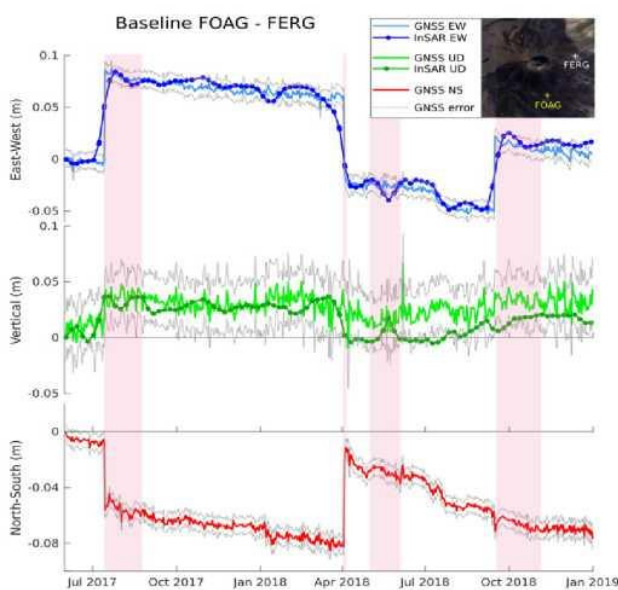 Baseline FOAG - FERG
GNSS EW
InSAR EW
GNSS UD
InSAR UD
GNSS NS
GNSS error
FERG
FOAG
East-West (m)
0.1
0.05
0
-0.05
Vertical (m)
0.1
0.05
0
-0.05
North-South (m)
0
-0.04
-0.08
Jul 2017
Oct 2017
Jan 2018
Apr 2018
Jul 2018
Oct 2018
Jan 2019